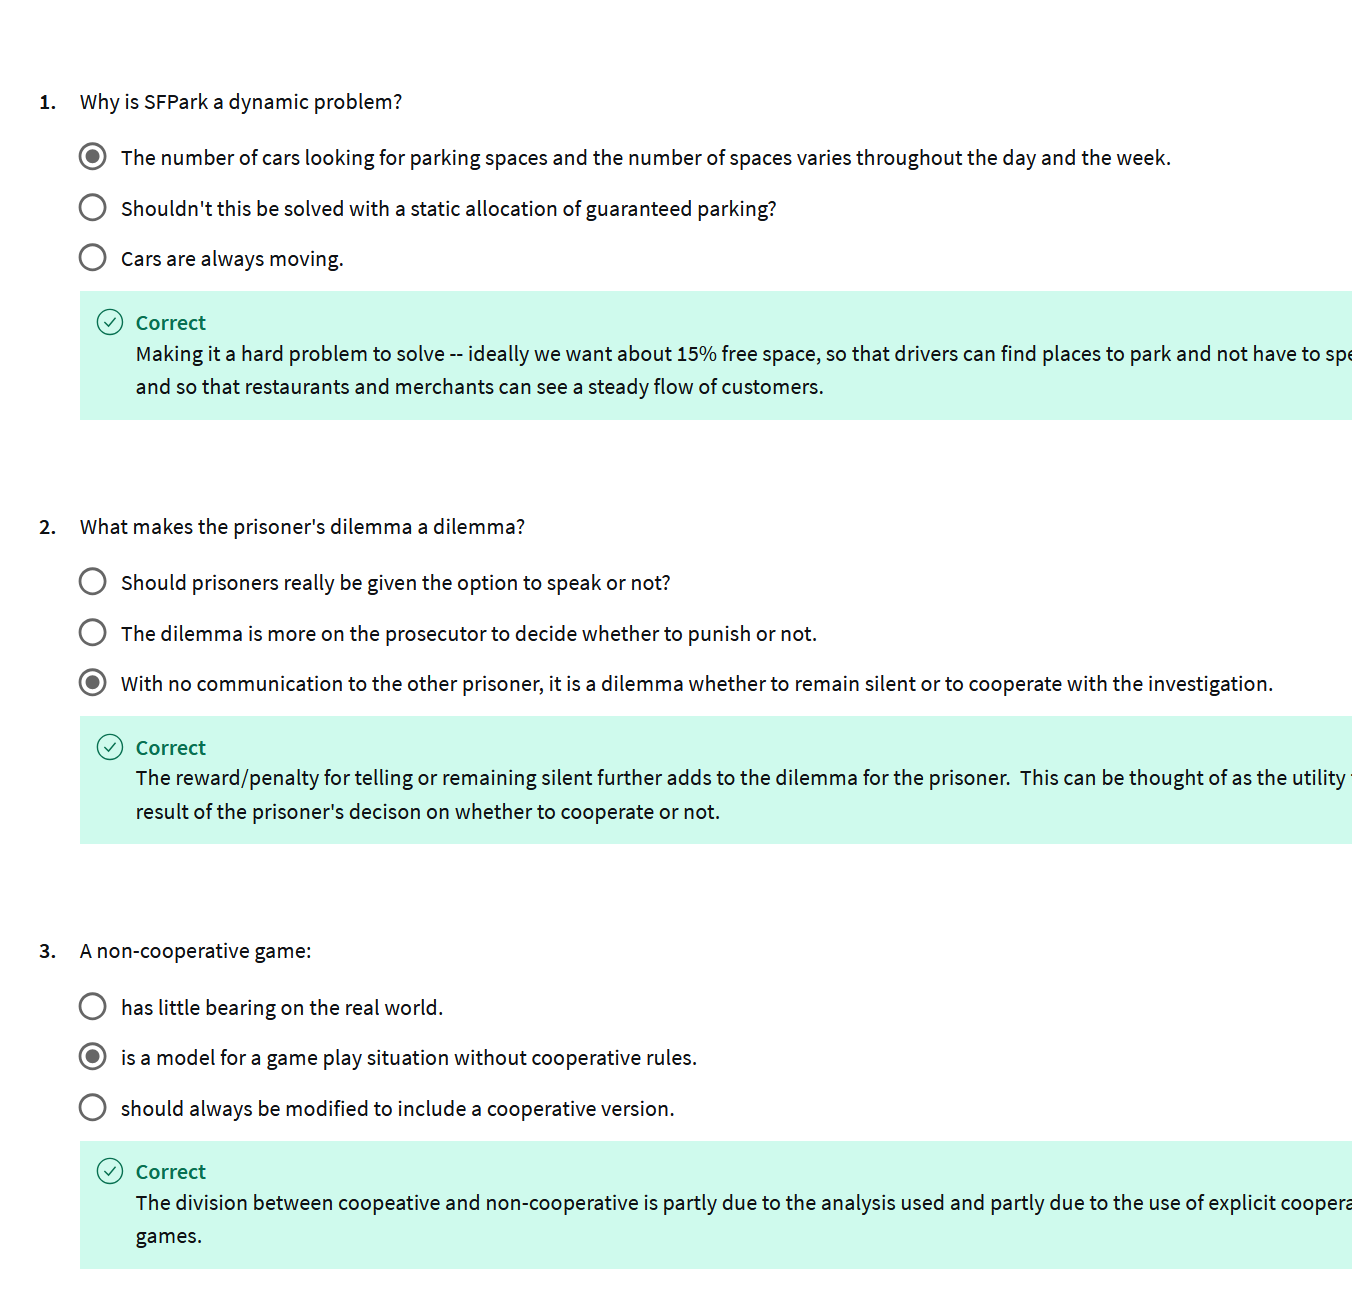 1. Why is SFPark a dynamic problem?
The number of cars looking for parking spaces and the number of spaces varies throughout the day and the week.
Shouldn't this be solved with a static allocation of guaranteed parking?
Cars are always moving.
Correct
Making it a hard problem to solve -- ideally we want about 15% free space, so that drivers can find places to park and not have to
and so that restaurants and merchants can see a steady flow of customers.
2. What makes the prisoner's dilemma a dilemma?
Should prisoners really be given the option to speak or not?
The dilemma is more on the prosecutor to decide whether to punish or not.
With no communication to the other prisoner, it is a dilemma whether to remain silent or to cooperate with the investigation.
Correct
The reward/penalty for telling or remaining silent further adds to the dilemma for the prisoner.  This can be thought of as the utility
result of the prisoner's decison on whether to cooperate or not.
3. A non-cooperative game:
has little bearing on the real world.
is a model for a game play situation without cooperative rules.
should always be modified to include a cooperative version.
Correct
The division between coopeative and non-cooperative is partly due to the analysis used and partly due to the use of explicit
games.